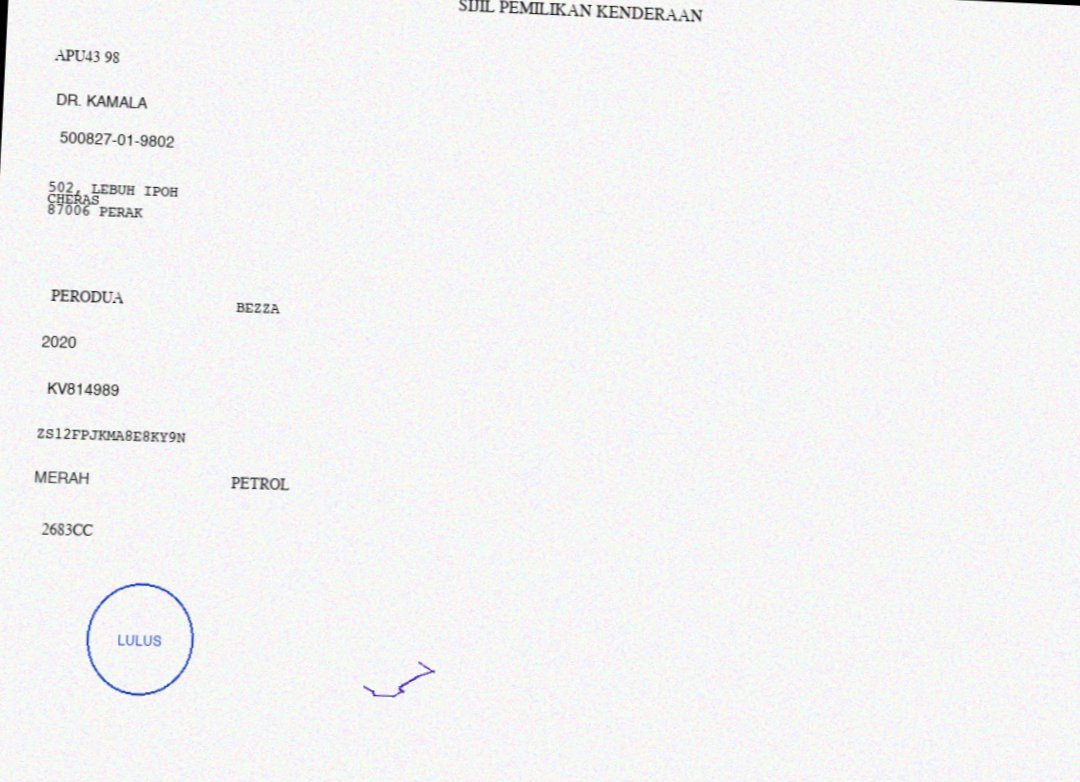 SIJIL PEMILIKAN KENDERAAN
APU43 98
DR. KAMALA
500827-01-9802
502, LEBUH IPOH
CHERAS
87006 PERAK
PERODUA BEZZA
2020
KV814989
ZS12FPJKMA8E8KY9N
MERAH PETROL
2683CC
LULUS